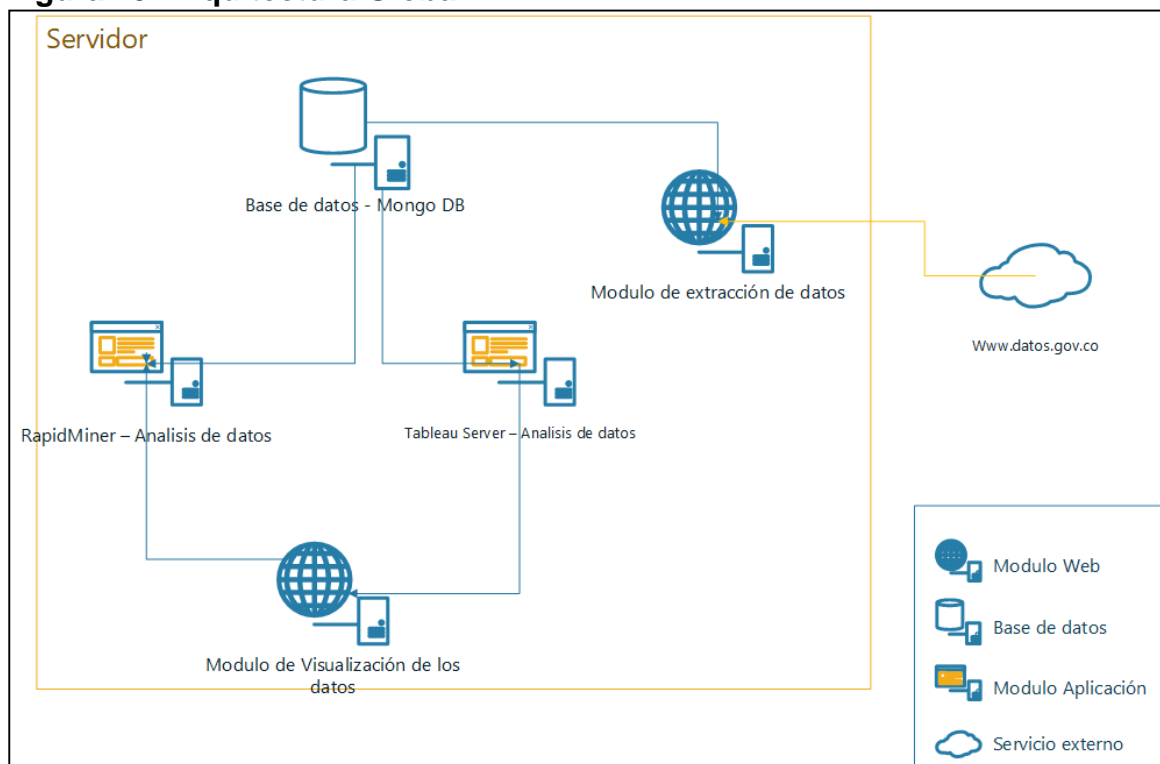 Servidor
Base de datos - Mongo DB
Modulo de extracción de datos
Www.datos.gov.co
RapidMiner – Analisis de datos
Tableau Server – Analisis de datos
Modulo de Visualización de los
datos
Modulo Web
Base de datos
Modulo Aplicación
Servicio externo